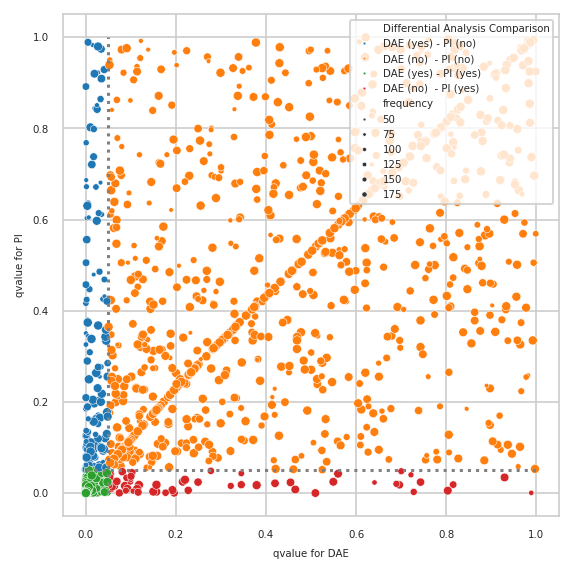 Differential Analysis Comparison
DAE (yes) - PI (no)
DAE (no) - PI (no)
DAE (yes) - PI (yes)
DAE (no) - PI (yes)
frequency
50
75
100
125
150
175
1.0
0.8
0.6
0.4
0.2
0.0
qvalue for PI
0.0 0.2 0.4 0.6 0.8 1.0
qvalue for DAE